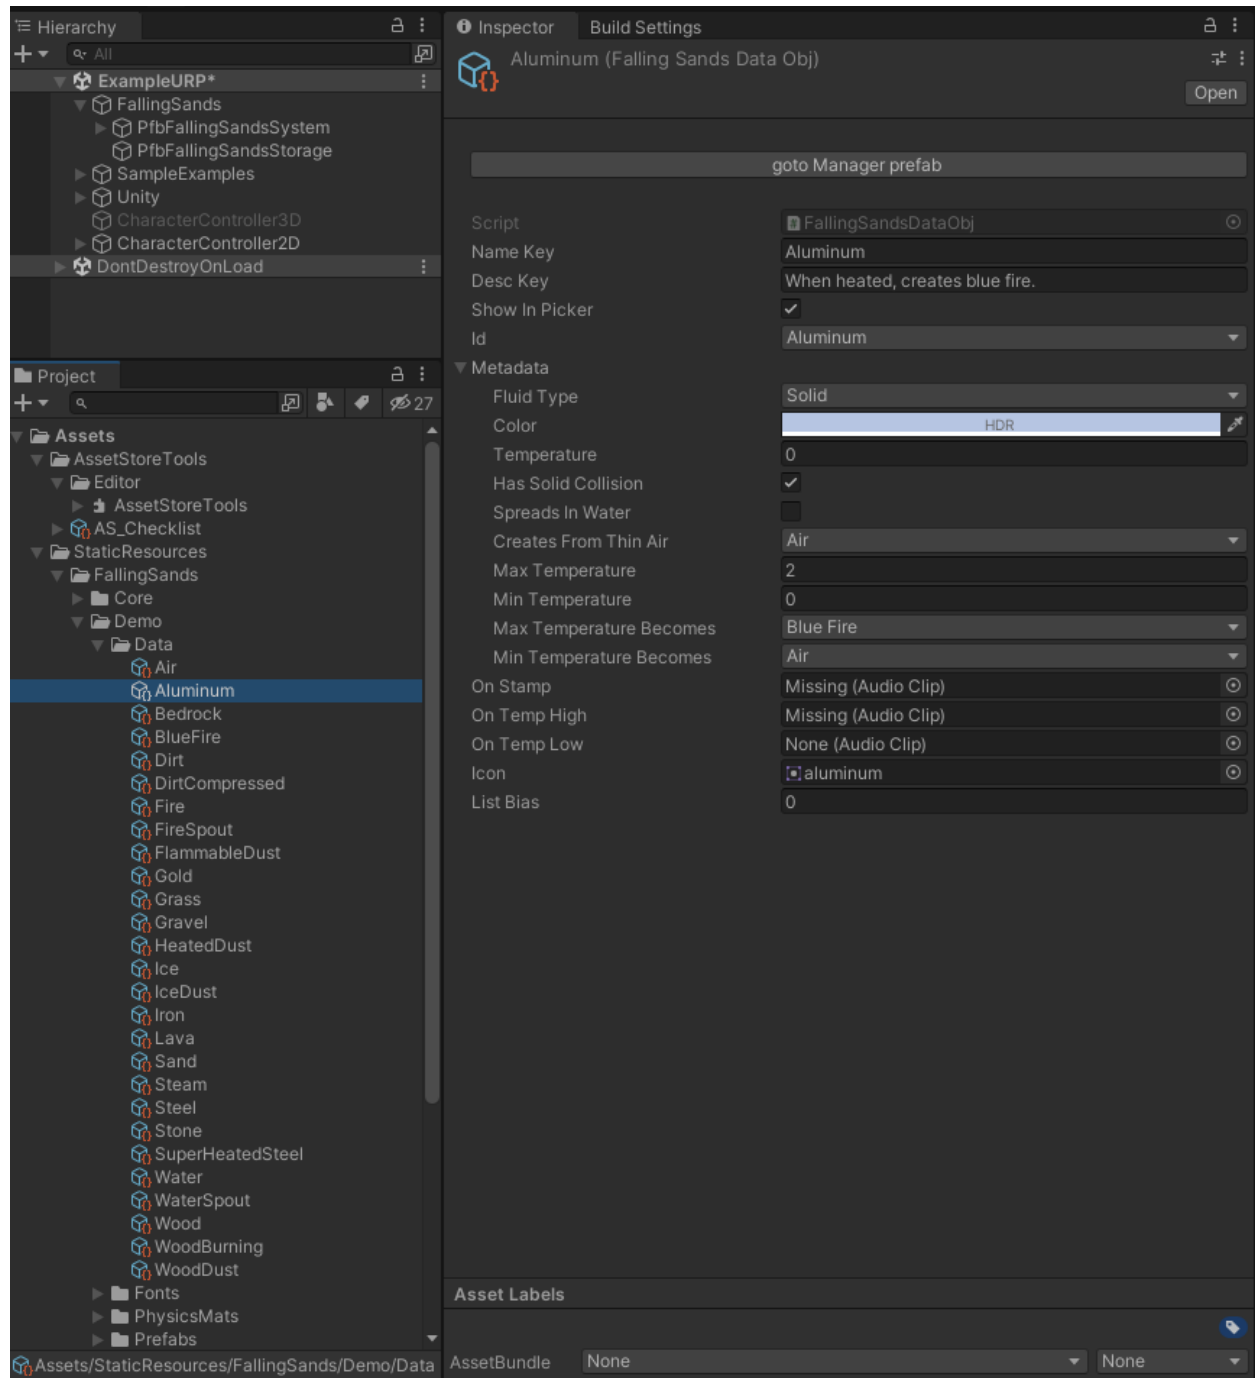 Hierarchy
All
ExampleURP*
FallingSands
PfbFallingSandsSystem
PfbFallingSandsStorage
SampleExamples
Unity
CharacterController3D
CharacterController2D
DontDestroyOnLoad
Project
27
Assets
AssetStoreTools
Editor
AssetStoreTools
AS_Checklist
StaticResources
FallingSands
Core
Demo
Data
Air
Aluminum
Bedrock
BlueFire
Dirt
DirtCompressed
Fire
FireSpout
FlammableDust
Gold
Grass
Gravel
HeatedDust
Ice
IceDust
Iron
Lava
Sand
Steam
Steel
Stone
SuperHeatedSteel
Water
WaterSpout
Wood
WoodBurning
WoodDust
Fonts
PhysicsMats
Prefabs
Assets/StaticResources/FallingSands/Demo/Data
Inspector Build Settings
Aluminum (Falling Sands Data Obj)
Open
goto Manager prefab
Script FallingSandsDataObj
Name Key Aluminum
Desc Key When heated, creates blue fire.
Show In Picker
Id Aluminum
Metadata
Fluid Type Solid
Color HDR
Temperature 0
Has Solid Collision
Spreads In Water
Creates From Thin Air Air
Max Temperature 2
Min Temperature 0
Max Temperature Becomes Blue Fire
Min Temperature Becomes Air
On Stamp Missing (Audio Clip)
On Temp High Missing (Audio Clip)
On Temp Low None (Audio Clip)
Icon aluminum
List Bias 0
Asset Labels
AssetBundle None None